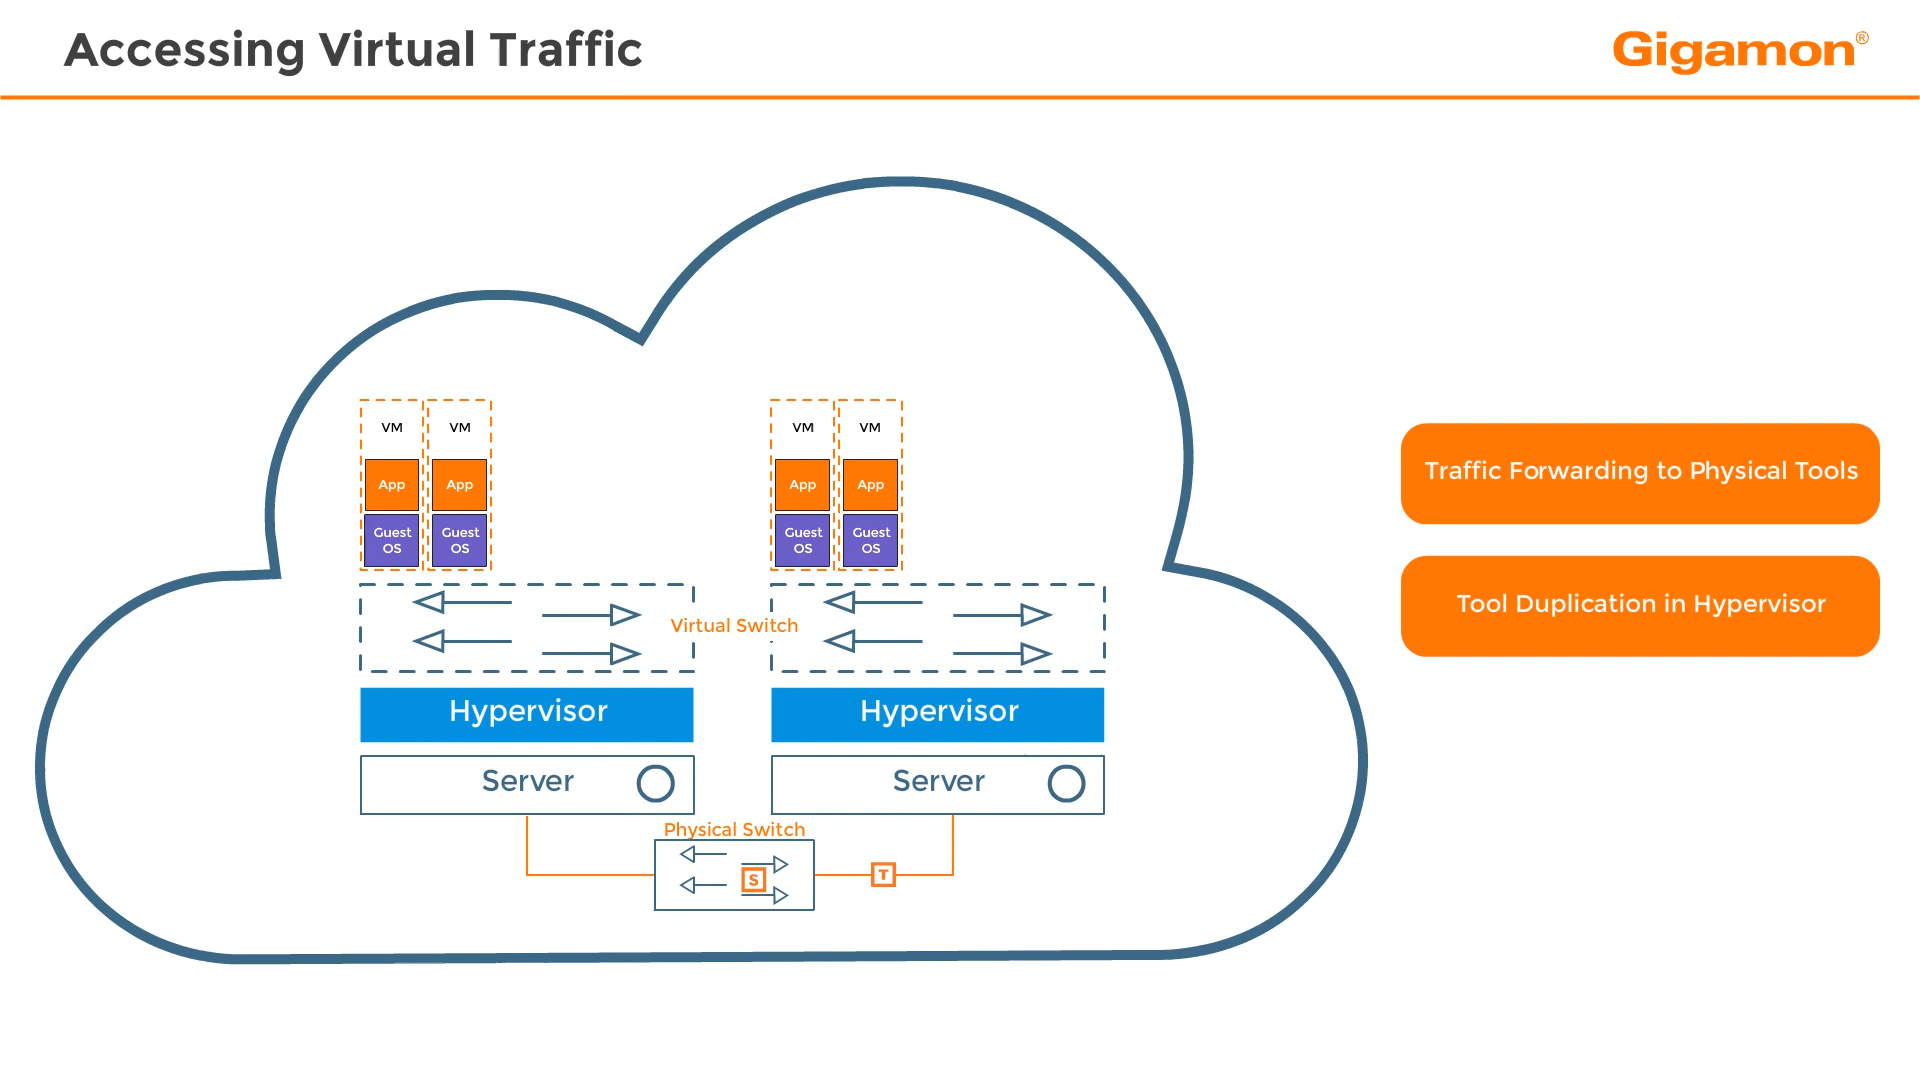 Accessing Virtual Traffic
Gigamon®
VM
VM
App
App
Guest
OS
Guest
OS
VM
VM
App
App
Guest
OS
Guest
OS
Virtual Switch
Hypervisor
Hypervisor
Server
Server
Physical Switch
S
T
Traffic Forwarding to Physical Tools
Tool Duplication in Hypervisor